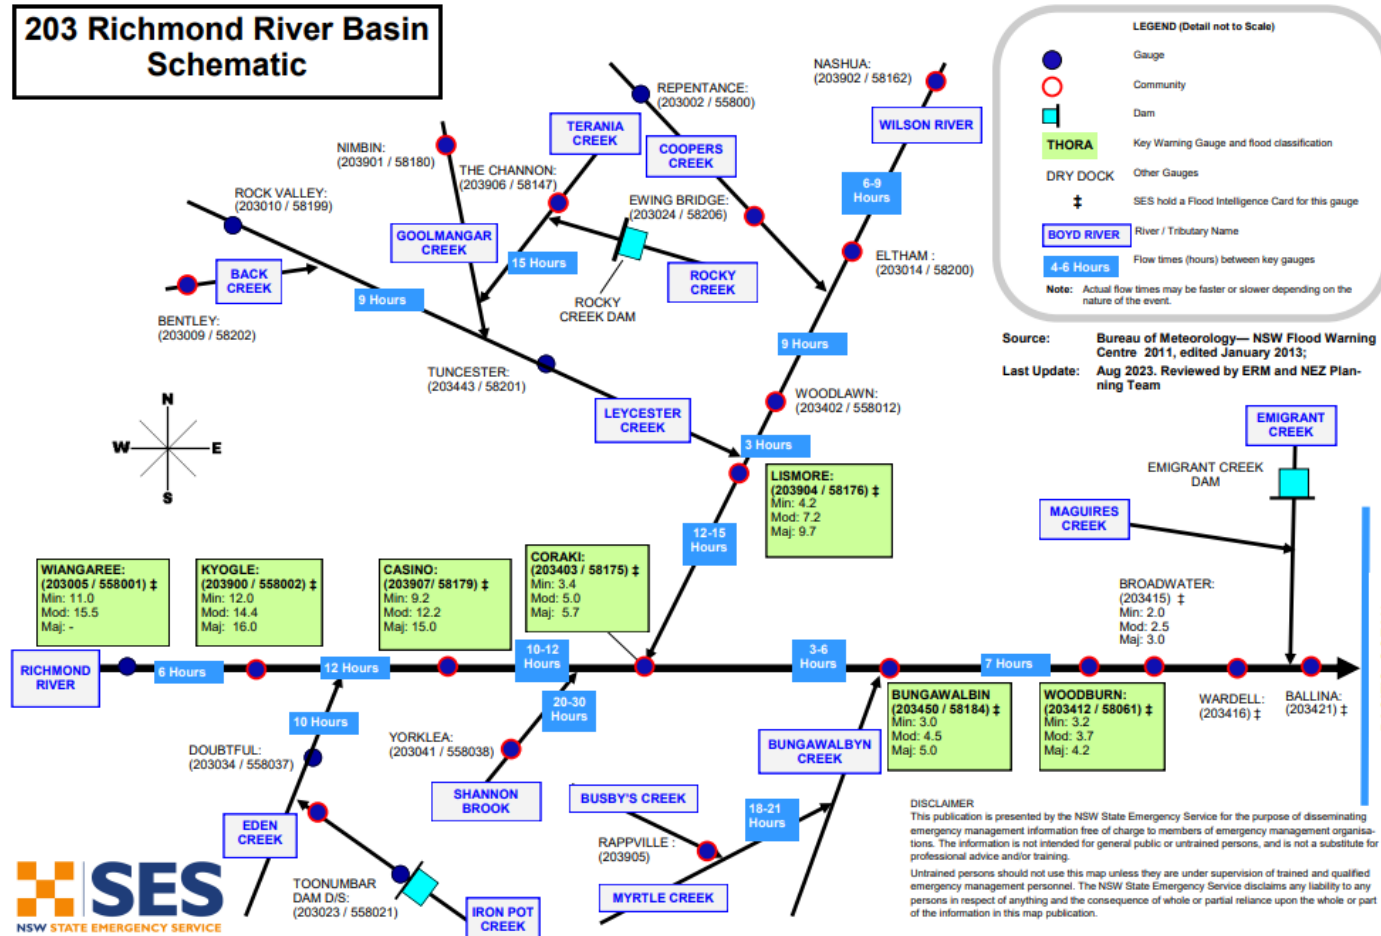 203 Richmond River Basin
Schematic
LEGEND (Detail not to Scale)
Gauge
Community
Dam
THORA
Key Warning Gauge and flood classification
DRY DOCK
Other Gauges
‡
SES hold a Flood Intelligence Card for this gauge
BOYD RIVER
River / Tributary Name
4-6 Hours
Flow times (hours) between key gauges
Note: Actual flow times may be faster or slower depending on the
nature of the event.
Source: Bureau of Meteorology— NSW Flood Warning
Centre 2011, edited January 2013;
Last Update: Aug 2023. Reviewed by ERM and NEZ Plan-
ning Team
NASHUA:
(203902 / 58162)
WILSON RIVER
REPENTANCE:
(203002 / 55800)
COOPERS
CREEK
TERANIA
CREEK
NIMBIN:
(203901 / 58180)
THE CHANNON:
(203906 / 58147)
EWING BRIDGE:
(203024 / 58206)
6-9
Hours
ROCK VALLEY:
(203010 / 58199)
GOOLMANGAR
CREEK
15 Hours
ELTHAM :
(203014 / 58200)
BACK
CREEK
ROCKY
CREEK
9 Hours
ROCKY
CREEK DAM
BENTLEY:
(203009 / 58202)
9 Hours
TUNCESTER:
(203443 / 58201)
WOODLAWN:
(203402 / 558012)
LEYCESTER
CREEK
3 Hours
N
W
E
S
EMIGRANT
CREEK
EMIGRANT CREEK
DAM
MAGUIRES
CREEK
LISMORE:
(203904 / 58176) ‡
Min: 4.2
Mod: 7.2
Maj: 9.7
12-15
Hours
WIANGAREE:
(203005 / 558001) ‡
Min: 11.0
Mod: 15.5
Maj: -
KYOGLE:
(203900 / 558002) ‡
Min: 12.0
Mod: 14.4
Maj: 16.0
CASINO:
(203907/ 58179) ‡
Min: 9.2
Mod: 12.2
Maj: 15.0
CORAKI:
(203403 / 58175) ‡
Min: 3.4
Mod: 5.0
Maj: 5.7
BROADWATER:
(203415) ‡
Min: 2.0
Mod: 2.5
Maj: 3.0
RICHMOND
RIVER
6 Hours
12 Hours
10-12
Hours
3-6
Hours
7 Hours
20-30
Hours
10 Hours
BUNGAWALBIN
(203450 / 58184) ‡
Min: 3.0
Mod: 4.5
Maj: 5.0
WOODBURN:
(203412 / 58061) ‡
Min: 3.2
Mod: 3.7
Maj: 4.2
WARDELL:
(203416) ‡
BALLINA:
(203421) ‡
DOUBTFUL:
(203034 / 558037)
YORKLEA:
(203041 / 558038)
BUNGAWALBYN
CREEK
SHANNON
BROOK
BUSBY'S CREEK
18-21
Hours
EDEN
CREEK
RAPPVILLE :
(203905)
MYRTLE CREEK
TOONUMBAR
DAM D/S:
(203023 / 558021)
IRON POT
CREEK
SES
NSW STATE EMERGENCY SERVICE
DISCLAIMER
This publication is presented by the NSW State Emergency Service for the purpose of disseminating
emergency management information free of charge to members of emergency management organisa-
tions. The information is not intended for general public or untrained persons, and is not a substitute for
professional advice and/or training.
Untrained persons should not use this map unless they are under supervision of trained and qualified
emergency management personnel. The NSW State Emergency Service disclaims any liability to any
persons in respect of anything and the consequence of whole or partial reliance upon the whole or part
of the information in this map publication.